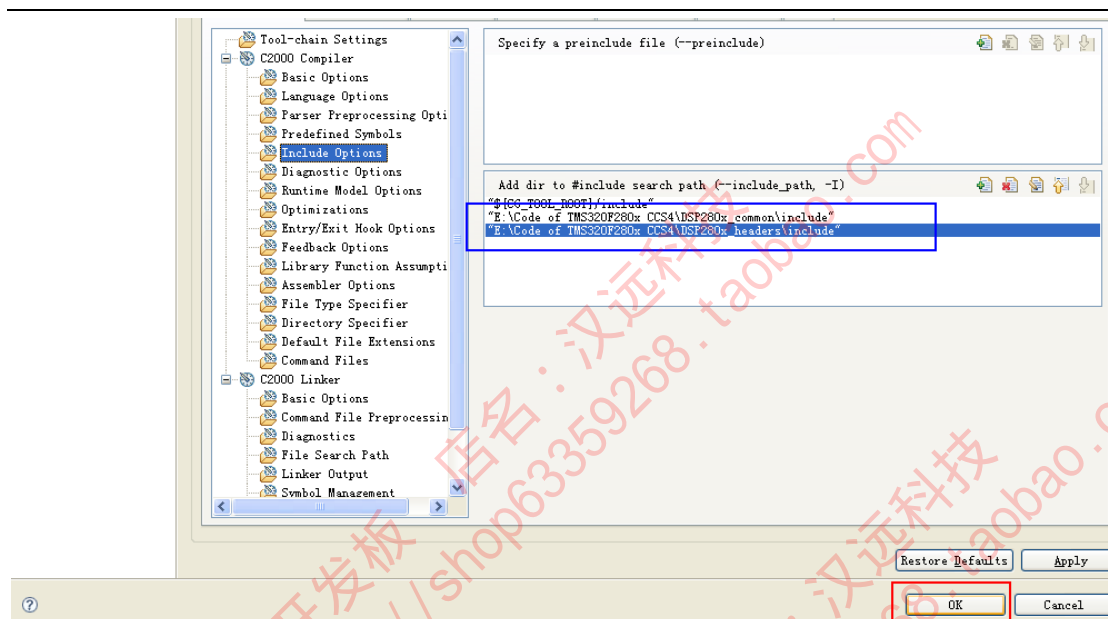 Tool-chain Settings
C2000 Compiler
Basic Options
Language Options
Parser Preprocessing Opti
Predefined Symbols
Include Options
Diagnostic Options
Runtime Model Options
Optimizations
Entry/Exit Hook Options
Feedback Options
Library Function Assumpti
Assembler Options
File Type Specifier
Directory Specifier
Default File Extensions
Command Files
C2000 Linker
Basic Options
Command File Preprocessin
Diagnostics
File Search Path
Linker Output
Symbol Management
Specify a preinclude file (--preinclude)
Add dir to #include search path (--include_path, -I)
"${CG_TOOL_ROOT}/include"
"E:\Code of TMS320F280x CCS4\DSP280x_common\include"
"E:\Code of TMS320F280x CCS4\DSP280x_headers\include"
Restore Defaults
Apply
OK
Cancel
店名：汉远科技
shop63359268.taobao.com
开发板
汉远科技
68.taobao.c